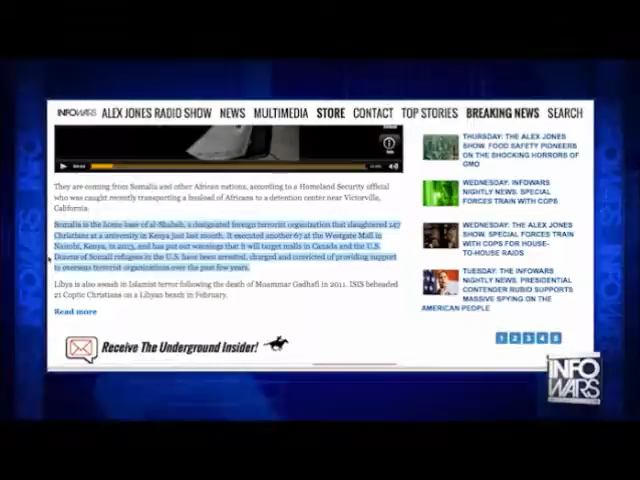 INFOWARS ALEX JONES RADIO SHOW NEWS MULTIMEDIA STORE CONTACT TOP STORIES BREAKING NEWS SEARCH
They are coming from Somalia and other African nations, according to a Homeland Security official
who was caught recently transporting a busload of Africans to a detention center near Victorville,
California.
Somalia is the home base of al-Shabab, a designated foreign terrorist organization that slaughtered 147
Christians at a university in Kenya just last month. It executed another 67 at the Westgate Mall in
Nairobi, Kenya, in 2013, and has put out warnings that it will target malls in Canada and the U.S.
Dozens of Somali refugees in the U.S. have been arrested, charged and convicted of providing support
to overseas terrorist organizations over the past few years.
Libya is also awash in Islamist terror following the death of Moammar Gadhafi in 2011. ISIS beheaded
21 Coptic Christians on a Libyan beach in February.
Read more
Receive The Underground Insider!
THURSDAY: THE ALEX JONES
SHOW. FOOD SAFETY PIONEERS
ON THE SHOCKING HORRORS OF
GMO
WEDNESDAY: INFOWARS
NIGHTLY NEWS. SPECIAL
FORCES TRAIN WITH COPS
WEDNESDAY: THE ALEX JONES
SHOW. SPECIAL FORCES TRAIN
WITH COPS FOR HOUSE-
TO-HOUSE RAIDS
TUESDAY: THE INFOWARS
NIGHTLY NEWS. PRESIDENTIAL
CONTENDER RUBIO SUPPORTS
MASSIVE SPYING ON THE
AMERICAN PEOPLE
1 2 3 4 5
INFO
WARS